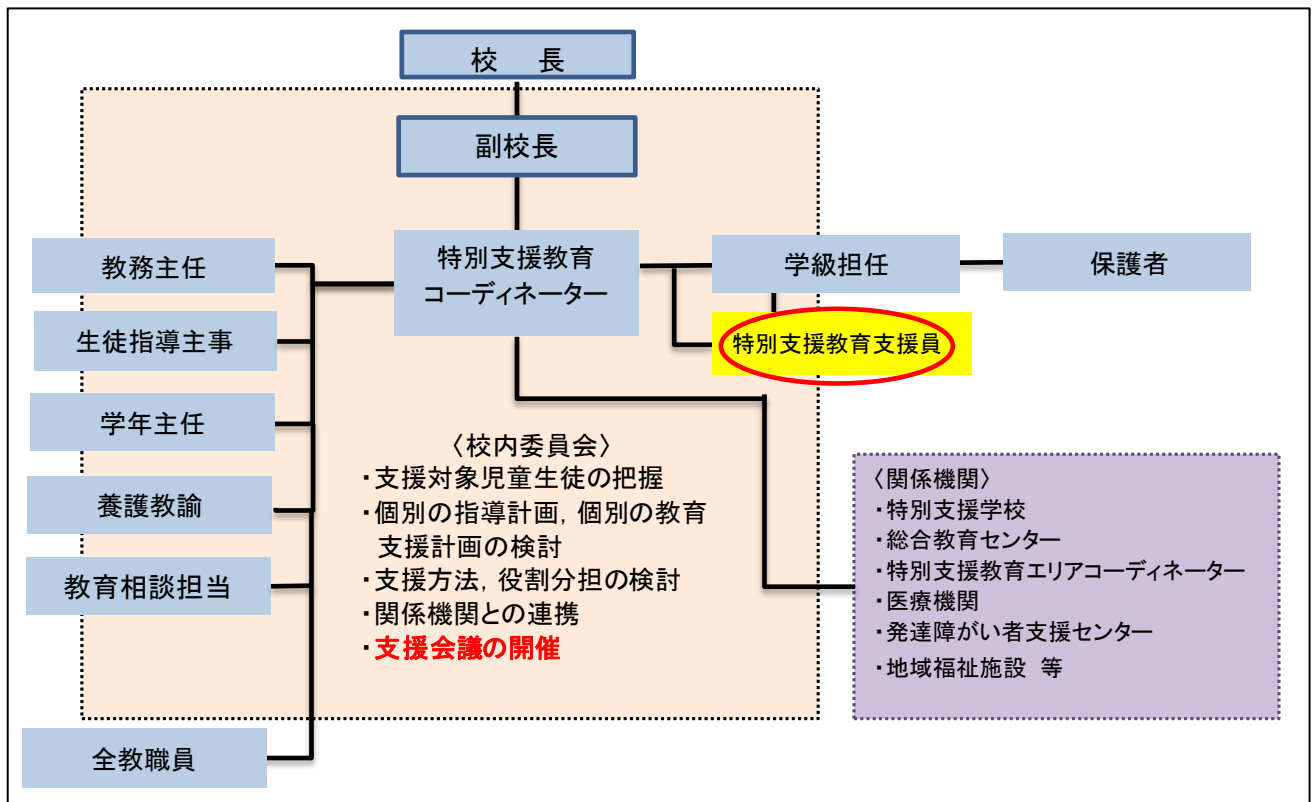 校　長
副校長
特別支援教育
コーディネーター
学級担任
保護者
特別支援教育支援員
教務主任
生徒指導主事
学年主任
養護教諭
教育相談担当
全教職員
〈校内委員会〉
・支援対象児童生徒の把握
・個別の指導計画，個別の教育
支援計画の検討
・支援方法，役割分担の検討
・関係機関との連携
・支援会議の開催
〈関係機関〉
・特別支援学校
・総合教育センター
・特別支援教育エリアコーディネーター
・医療機関
・発達障がい者支援センター
・地域福祉施設　等